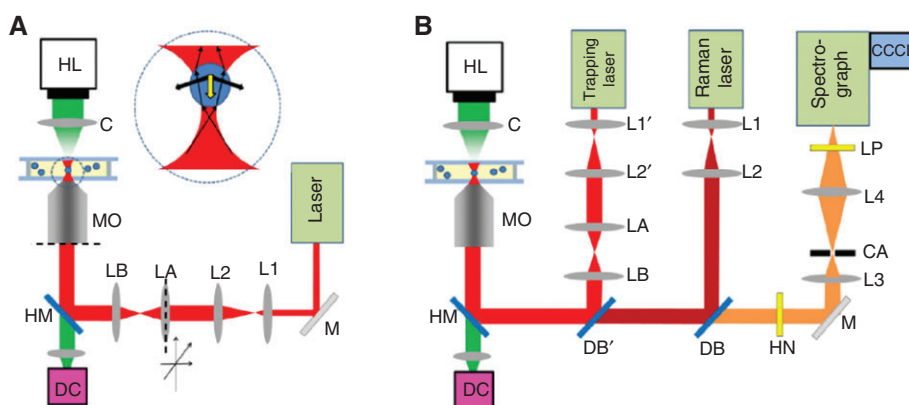 A
HL
C
MO
Laser
LB
LA
L2
L1
HM
M
DC
B
HL
C
MO
HM
DC
Trapping
laser
L1′
L2′
LA
LB
DB′
Raman
laser
L1
L2
DB
Spectro-
graph
LP
L4
CA
L3
M
HN